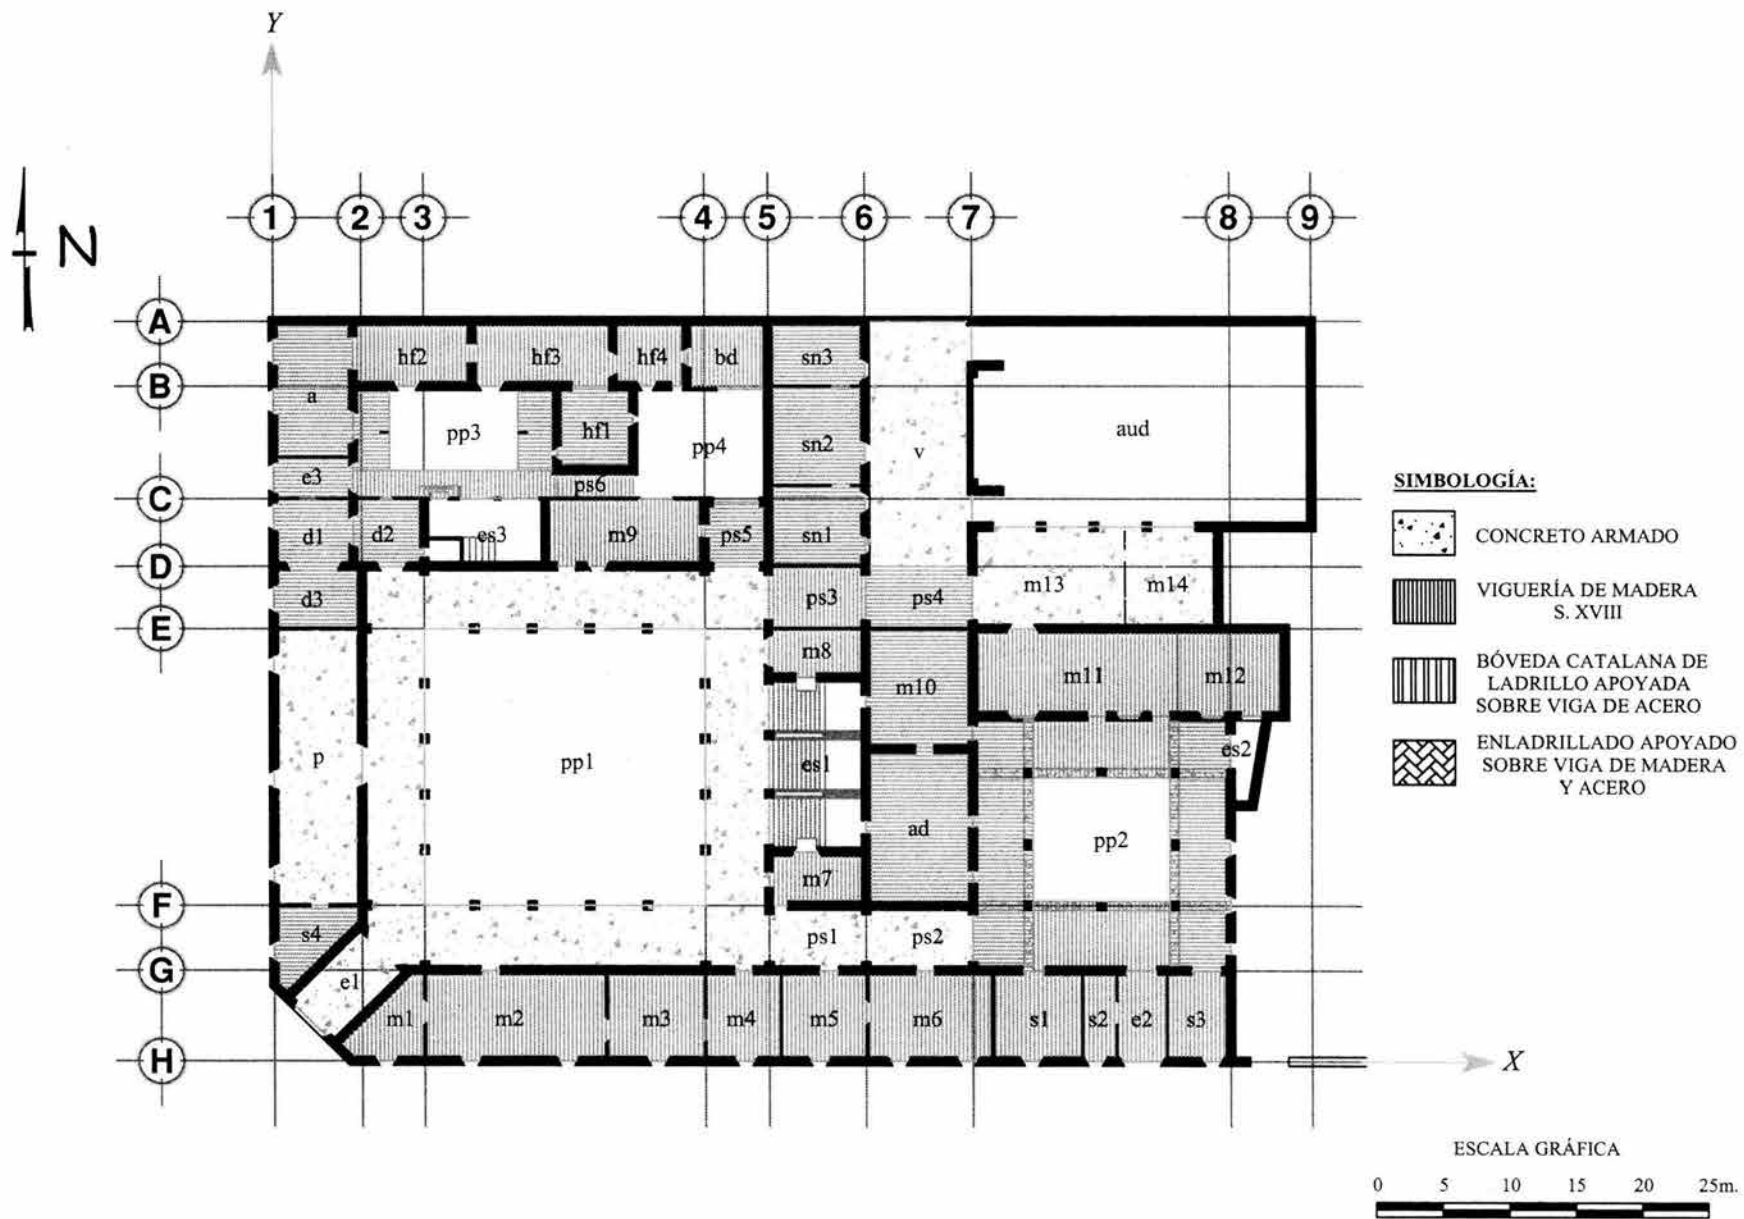 Y
N
1 2 3 4 5 6 7 8 9
A
hf2 hf3 hf4 bd sn3
B
a pp3 hf1 pp4 sn2 v aud
e3 ps6
C
d1 d2 es3 m9 ps5 sn1
D
d3 ps3 ps4 m13 m14
E
m8 m10 m11 m12
p pp1 es1 es2
ad pp2
m7
F
s4 ps1 ps2
G
e1
m1 m2 m3 m4 m5 m6 s1 s2 e2 s3
H
X
SIMBOLOGÍA:
CONCRETO ARMADO
VIGUERÍA DE MADERA
S. XVIII
BÓVEDA CATALANA DE
LADRILLO APOYADA
SOBRE VIGA DE ACERO
ENLADRILLADO APOYADO
SOBRE VIGA DE MADERA
Y ACERO
ESCALA GRÁFICA
0 5 10 15 20 25m.